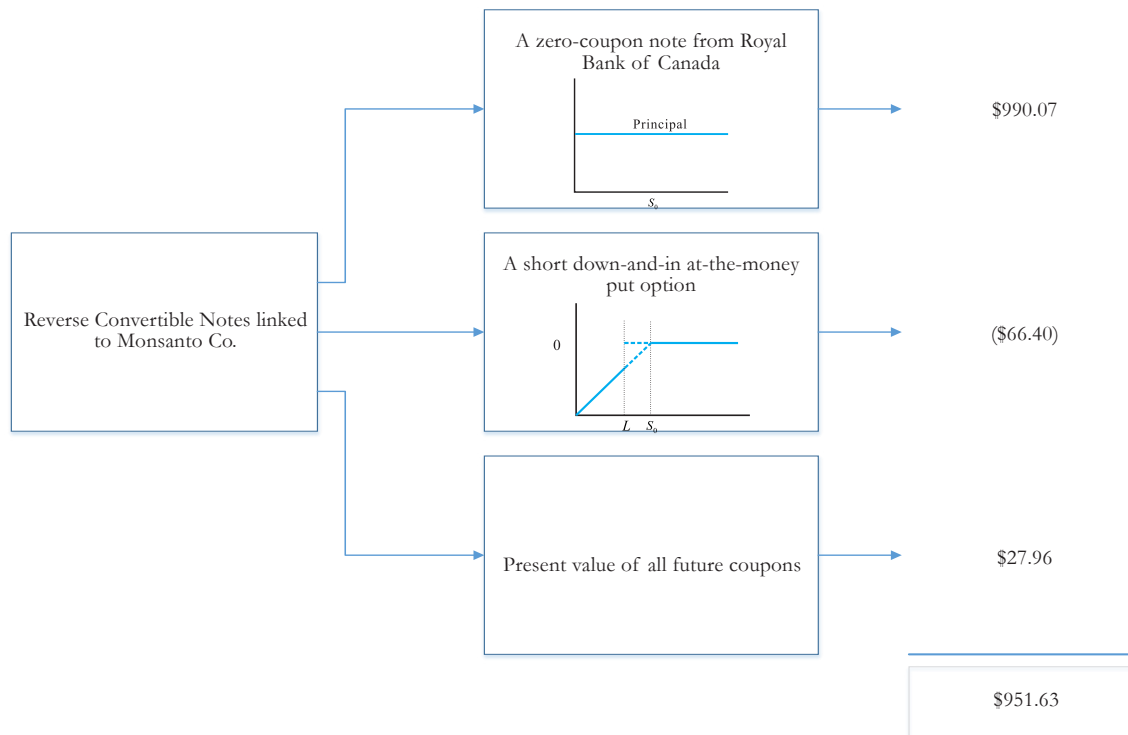 A zero-coupon note from Royal
Bank of Canada
Principal
S₀
$990.07
Reverse Convertible Notes linked
to Monsanto Co.
A short down-and-in at-the-money
put option
0
L S₀
($66.40)
Present value of all future coupons
$27.96
$951.63